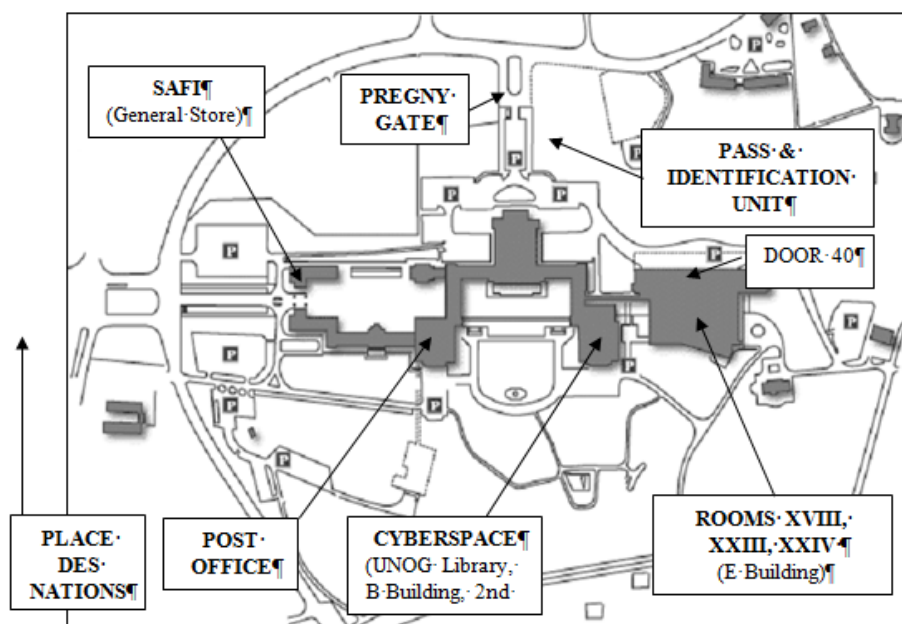 SAFI¶
(General·Store)¶
PREGNY·
GATE¶
PASS·&·
IDENTIFICATION·
UNIT¶
DOOR·40¶
P
P
P
P
P
P
P
P
P
P
P
P
P
P
PLACE·
DES·
NATIONS¶
POST·
OFFICE¶
CYBERSPACE¶
(UNOG· Library,·
B·Building,·2nd·
ROOMS·XVIII,·
XXIII,·XXIV·¶
(E·Building)¶